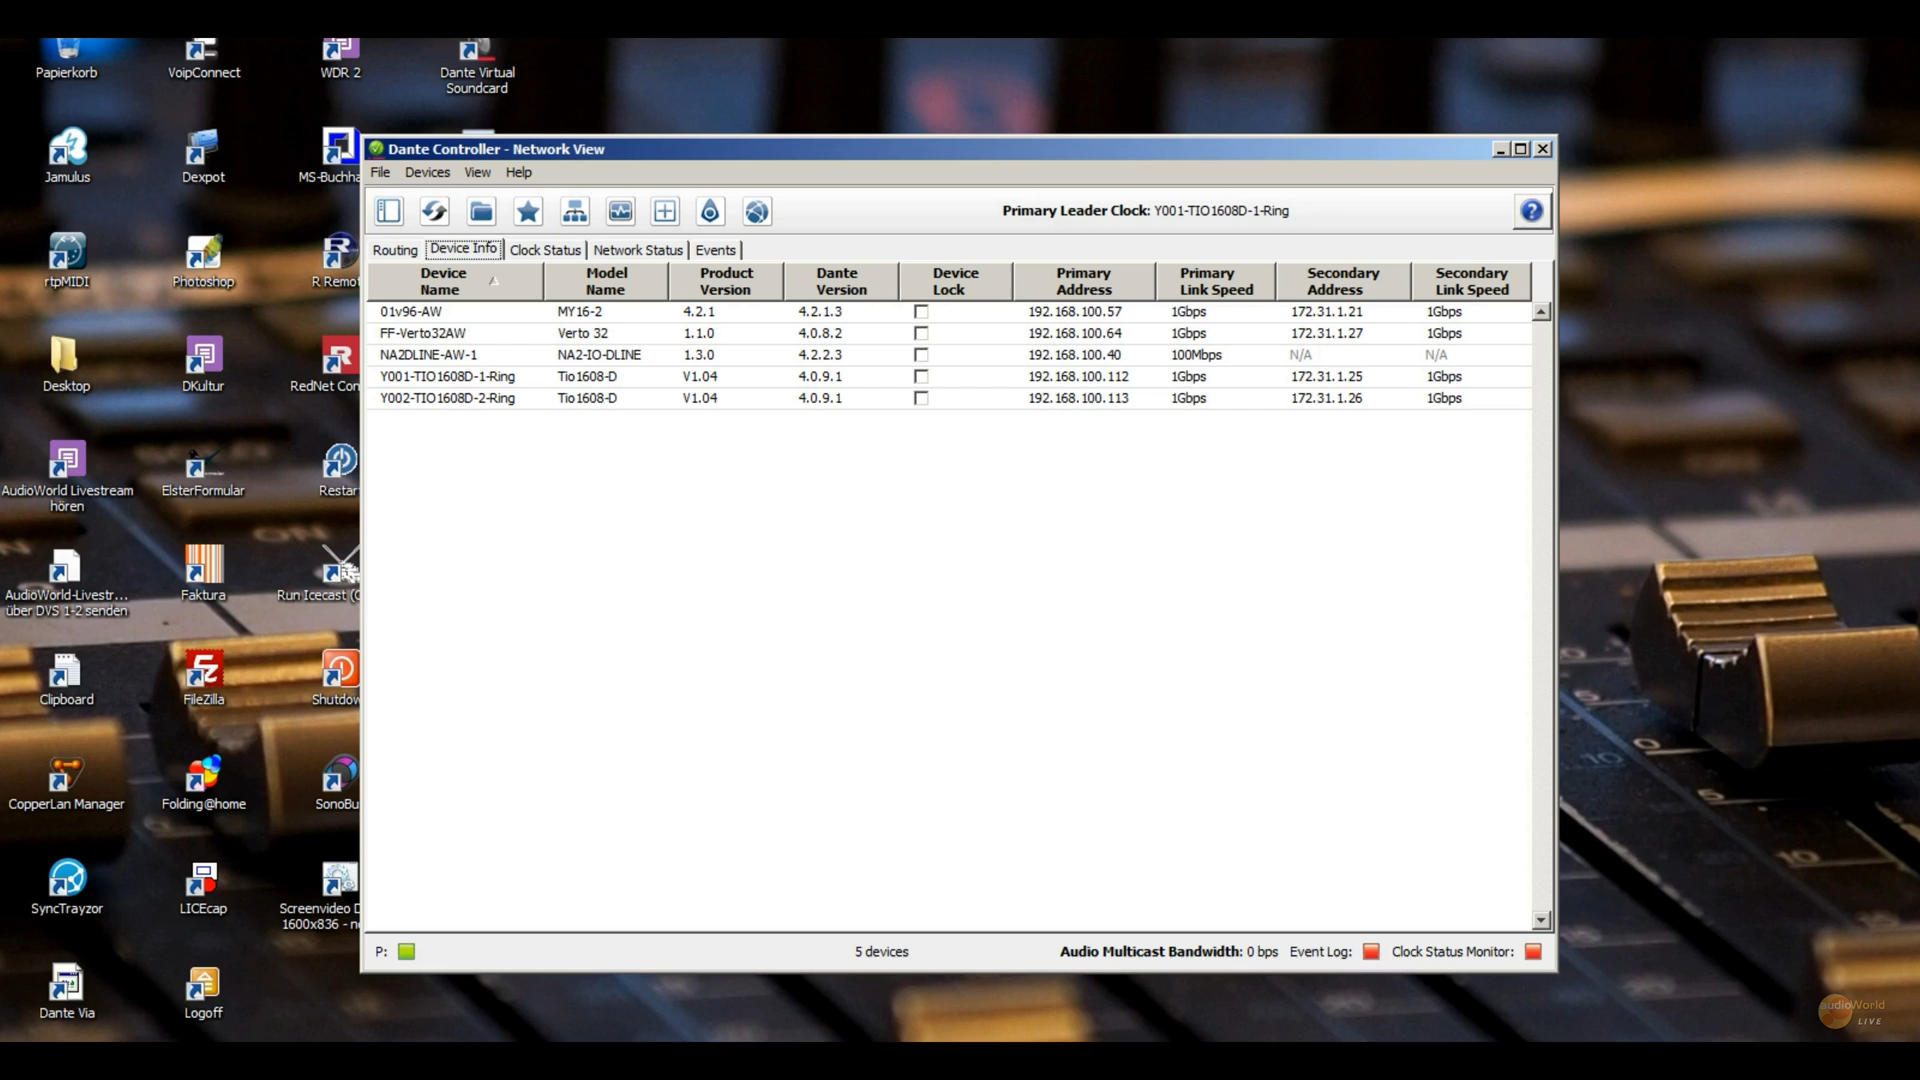 Papierkorb
VoipConnect
WDR 2
Dante Virtual
Soundcard
Jamulus
Dexpot
MS-Buchha
rtpMIDI
Photoshop
R Remot
Desktop
DKultur
RedNet Con
AudioWorld Livestream
hören
ElsterFormular
Restar
AudioWorld-Livestr...
über DVS 1-2 senden
Faktura
Run Icecast (C
Clipboard
FileZilla
Shutdow
CopperLan Manager
Folding@home
SonoBu
SyncTrayzor
LICEcap
Screenvideo D
1600x836 - n
Dante Via
Logoff
Dante Controller - Network View
File Devices View Help
Primary Leader Clock: Y001-TIO1608D-1-Ring
Routing Device Info Clock Status Network Status Events
Device Name Model Name Product Version Dante Version Device Lock Primary Address Primary Link Speed Secondary Address Secondary Link Speed
01v96-AW MY16-2 4.2.1 4.2.1.3 192.168.100.57 1Gbps 172.31.1.21 1Gbps
FF-Verto32AW Verto 32 1.1.0 4.0.8.2 192.168.100.64 1Gbps 172.31.1.27 1Gbps
NA2DLINE-AW-1 NA2-IO-DLINE 1.3.0 4.2.2.3 192.168.100.40 100Mbps N/A N/A
Y001-TIO1608D-1-Ring Tio1608-D V1.04 4.0.9.1 192.168.100.112 1Gbps 172.31.1.25 1Gbps
Y002-TIO1608D-2-Ring Tio1608-D V1.04 4.0.9.1 192.168.100.113 1Gbps 172.31.1.26 1Gbps
P: 5 devices Audio Multicast Bandwidth: 0 bps Event Log: Clock Status Monitor:
ON
0
5
10
audioWorld
LIVE